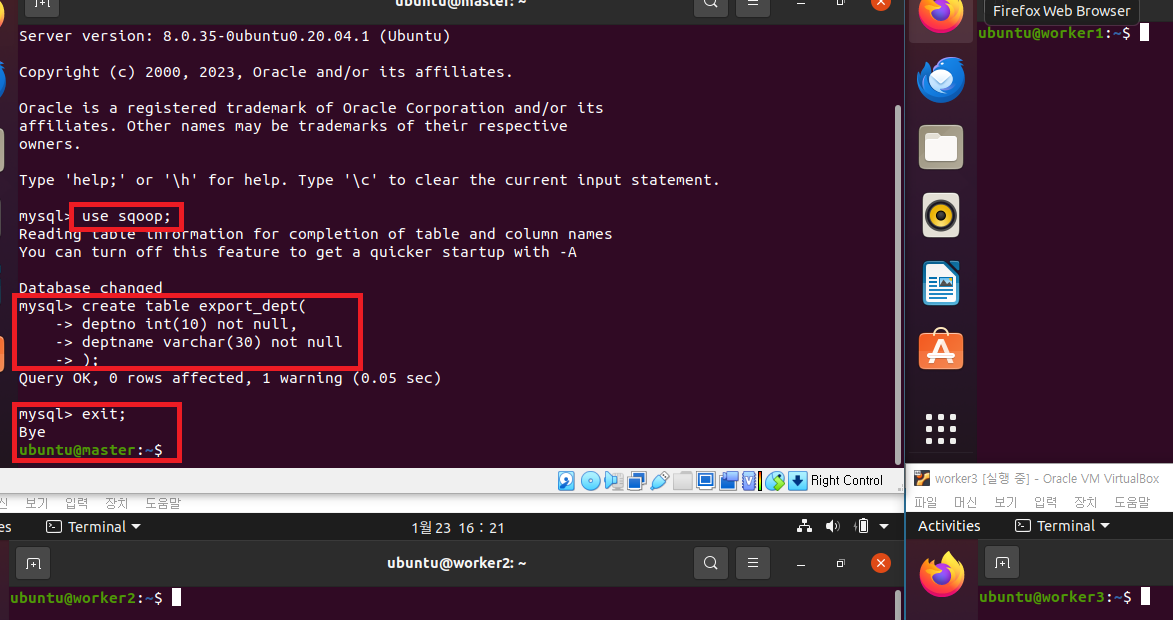 ubuntu@master: ~
Server version: 8.0.35-0ubuntu0.20.04.1 (Ubuntu)
Copyright (c) 2000, 2023, Oracle and/or its affiliates.
Oracle is a registered trademark of Oracle Corporation and/or its
affiliates. Other names may be trademarks of their respective
owners.
Type 'help;' or '\h' for help. Type '\c' to clear the current input statement.
mysql> use sqoop;
Reading table information for completion of table and column names
You can turn off this feature to get a quicker startup with -A
Database changed
mysql> create table export_dept(
-> deptno int(10) not null,
-> deptname varchar(30) not null
-> );
Query OK, 0 rows affected, 1 warning (0.05 sec)
mysql> exit;
Bye
ubuntu@master:~$
Right Control
Firefox Web Browser
ubuntu@worker1:~$
보기 입력 장치 도움말
es Terminal 1월 23 16 : 21
ubuntu@worker2: ~
ubuntu@worker2:~$
worker3 [실행 중] - Oracle VM VirtualBox
파일 머신 보기 입력 장치 도움말
Activities Terminal
ubuntu@worker3:~$